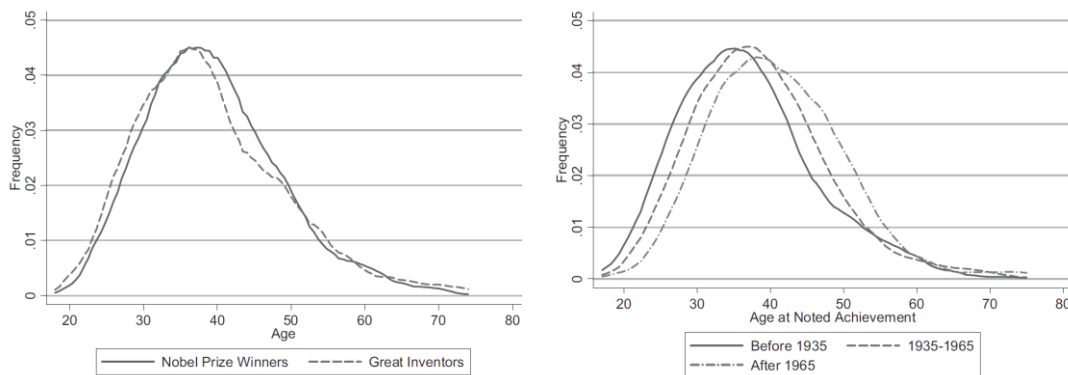 .05
.04
.03
.02
.01
0
Frequency
20 30 40 50 60 70 80
Age
Nobel Prize Winners Great Inventors
.05
.04
.03
.02
.01
0
Frequency
20 30 40 50 60 70 80
Age at Noted Achievement
Before 1935 1935-1965
After 1965